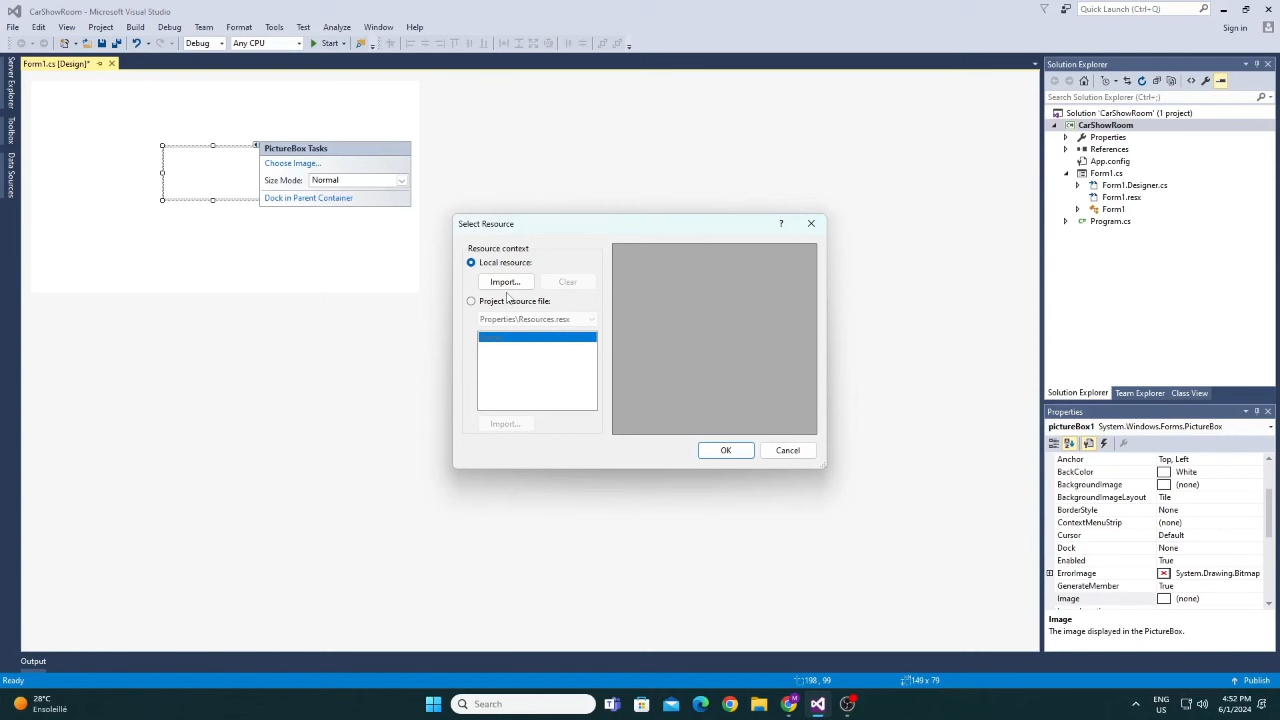 CarShowRoom - Microsoft Visual Studio
Quick Launch (Ctrl+Q)
File Edit View Project Build Debug Team Format Tools Test Analyze Window Help
Sign in
Debug Any CPU Start
Form1.cs [Design]*
Server Explorer
Toolbox
Data Sources
PictureBox Tasks
Choose Image...
Size Mode: Normal
Dock in Parent Container
Select Resource
Resource context
Local resource:
Import... Clear
Project resource file:
Properties\Resources.resx
Import...
OK Cancel
Solution Explorer
Search Solution Explorer (Ctrl+;)
Solution 'CarShowRoom' (1 project)
CarShowRoom
Properties
References
App.config
Form1.cs
Form1.Designer.cs
Form1.resx
Form1
Program.cs
Solution Explorer Team Explorer Class View
Properties
pictureBox1 System.Windows.Forms.PictureBox
Anchor Top, Left
BackColor White
BackgroundImage (none)
BackgroundImageLayout Tile
BorderStyle None
ContextMenuStrip (none)
Cursor Default
Dock None
Enabled True
ErrorImage System.Drawing.Bitmap
GenerateMember True
Image (none)
Image
The image displayed in the PictureBox.
Output
Ready 198 , 99 149 x 79 Publish
28°C
Ensoleillé
Search
ENG
US
4:52 PM
6/1/2024